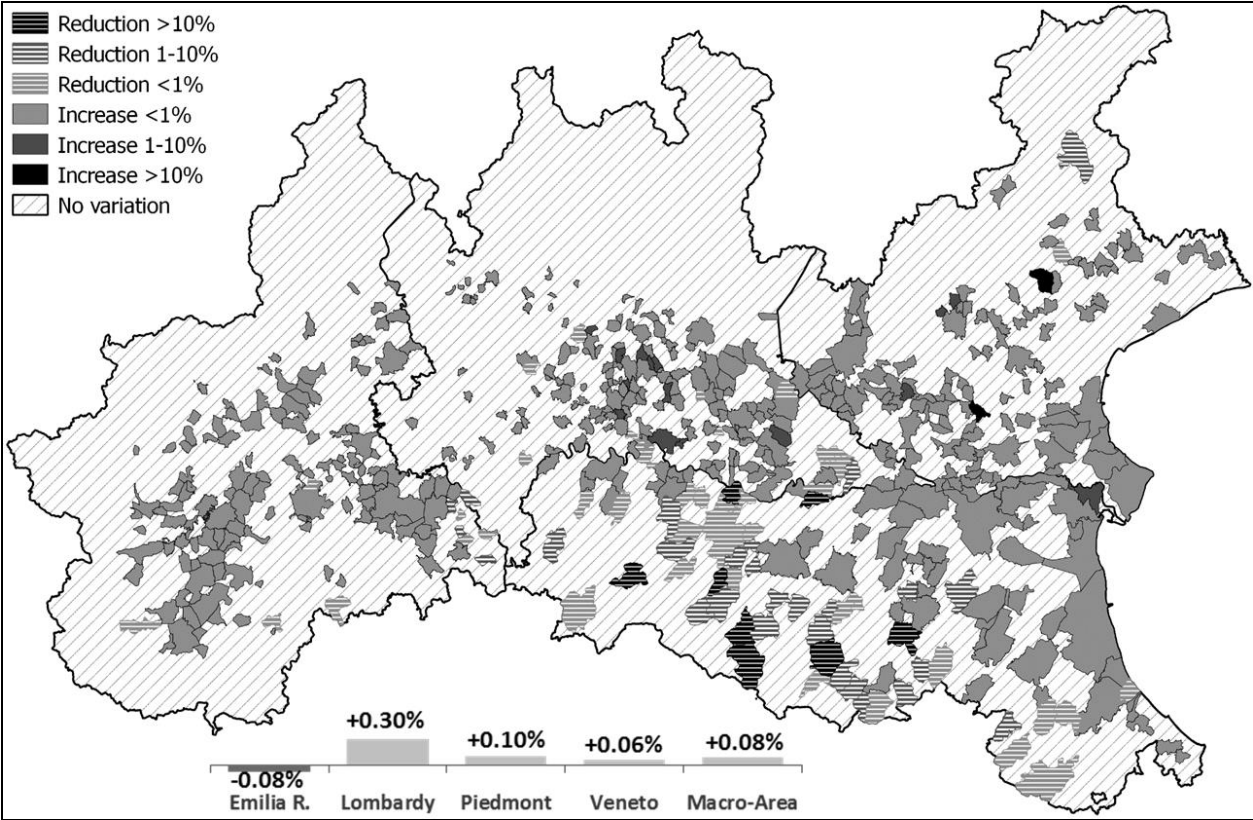 Reduction >10%
Reduction 1-10%
Reduction <1%
Increase <1%
Increase 1-10%
Increase >10%
No variation
+0.30%
+0.10%
+0.06%
+0.08%
-0.08%
Emilia R.
Lombardy
Piedmont
Veneto
Macro-Area